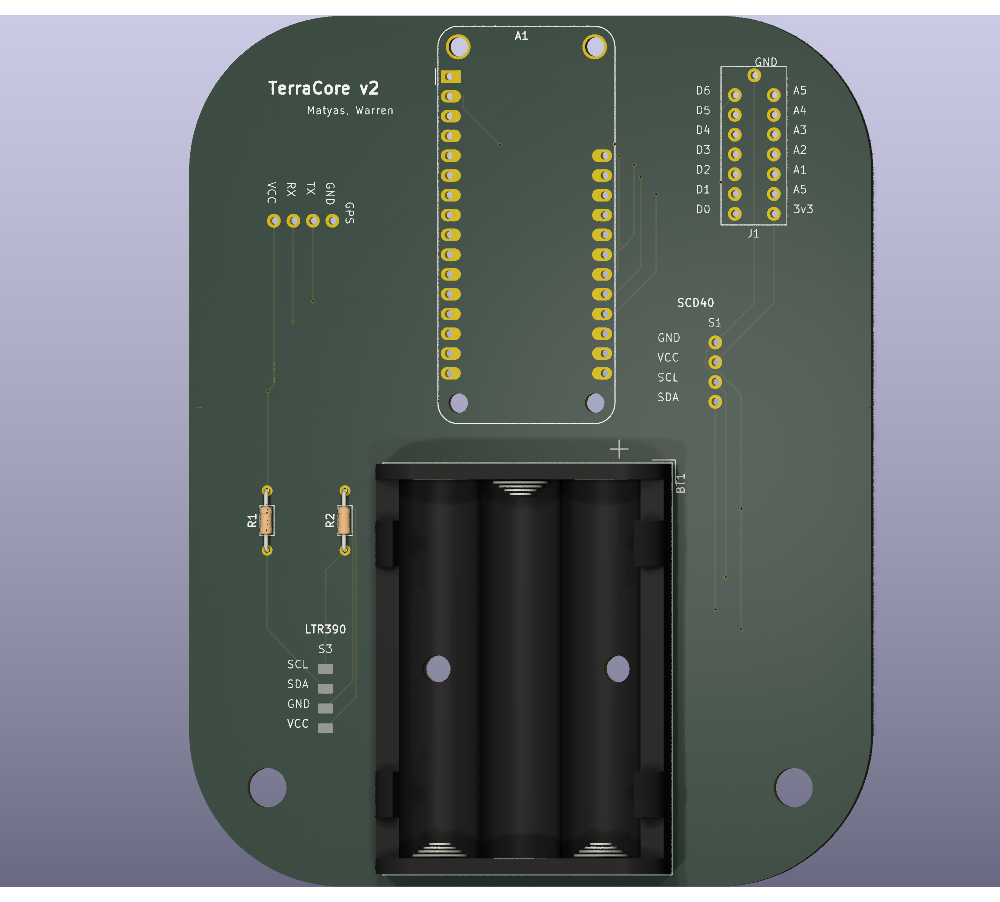 A1
TerraCore v2
Matyas, Warren
VCC
RX
TX
GND
GPS
GND
D6 A5
D5 A4
D4 A3
D3 A2
D2 A1
D1 A5
D0 3v3
J1
SCD40
S1
GND
VCC
SCL
SDA
BT1
R1
R2
LTR390
S3
SCL
SDA
GND
VCC